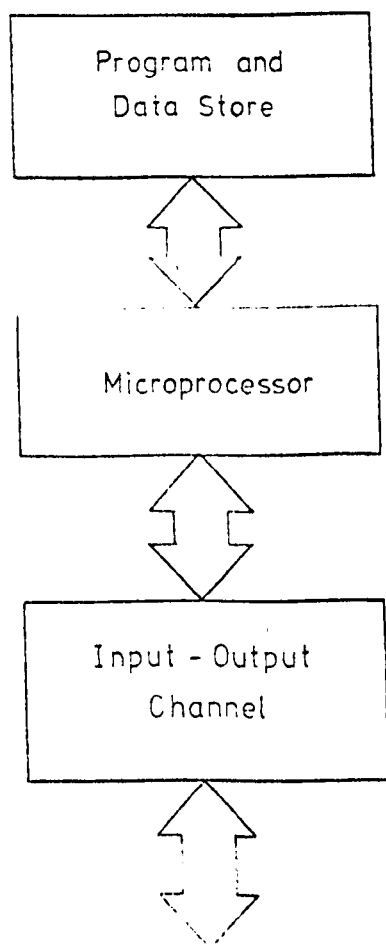 Program and
Data Store
Microprocessor
Input - Output
Channel